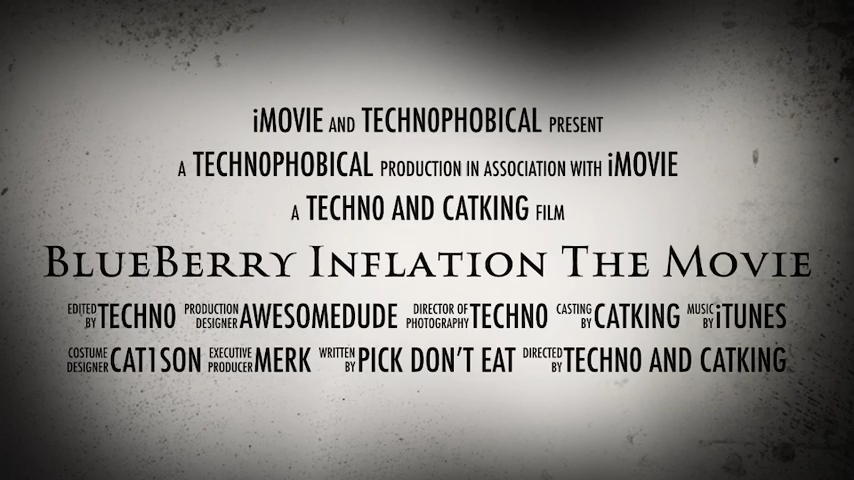 iMOVIE AND TECHNOPHOBICAL PRESENT
A TECHNOPHOBICAL PRODUCTION IN ASSOCIATION WITH iMOVIE
A TECHNO AND CATKING FILM
BLUEBERRY INFLATION THE MOVIE
EDITED BY TECHNO PRODUCTION DESIGNER AWESOMEDUDE DIRECTOR OF PHOTOGRAPHY TECHNO CASTING BY CATKING MUSIC BY iTUNES
COSTUME DESIGNER CAT1SON EXECUTIVE PRODUCER MERK WRITTEN BY PICK DON'T EAT DIRECTED BY TECHNO AND CATKING